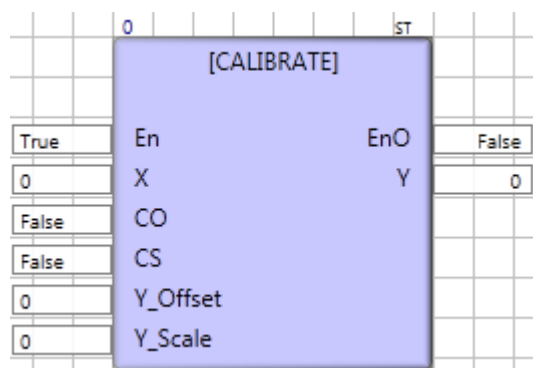 0 ST
[CALIBRATE]
True En EnO False
0 X Y 0
False CO
False CS
0 Y_Offset
0 Y_Scale